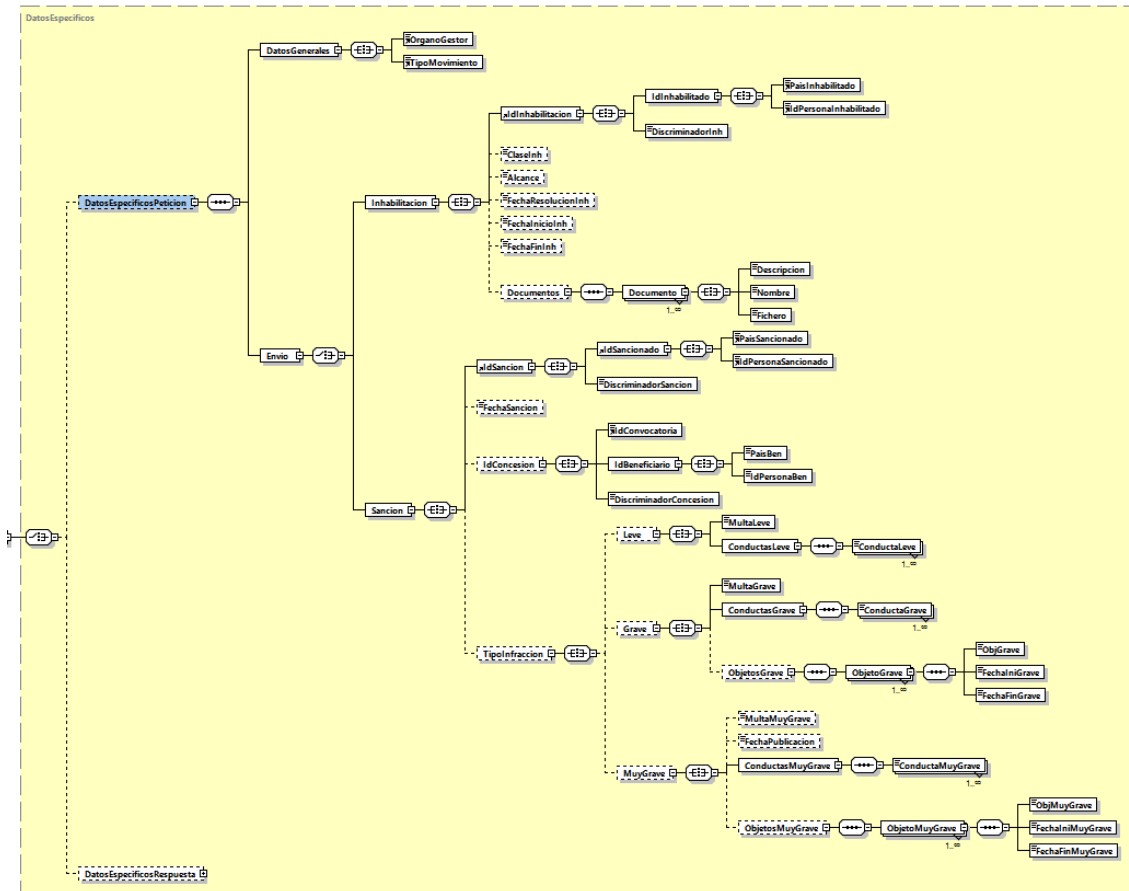 DatosEspecificos
OrganoGestor
DatosGenerales
TipoMovimiento
PaisInhabilitado
IdInhabilitado
IdPersonaInhabilitado
IdInhabilitacion
DiscriminadorInh
ClaseInh
Alcance
DatosEspecificosPeticion
Inhabilitacion
FechaResolucionInh
FechaInicioInh
FechaFinInh
Descripcion
Documentos
Documento
Nombre
1..∞
Fichero
PaisSancionado
IdSancionado
Envio
IdSancion
IdPersonaSancionado
DiscriminadorSancion
FechaSancion
IdConvocatoria
PaisBen
IdConcesion
IdBeneficiario
IdPersonaBen
DiscriminadorConcesion
Sancion
MultaLeve
Leve
ConductasLeve
ConductaLeve
1..∞
MultaGrave
ConductasGrave
ConductaGrave
1..∞
Grave
ObjGrave
TipoInfraccion
ObjetosGrave
ObjetoGrave
FechaIniGrave
1..∞
FechaFinGrave
MultaMuyGrave
FechaPublicacion
ConductasMuyGrave
ConductaMuyGrave
MuyGrave
1..∞
ObjMuyGrave
ObjetosMuyGrave
ObjetoMuyGrave
FechaIniMuyGrave
1..∞
FechaFinMuyGrave
DatosEspecificosRespuesta